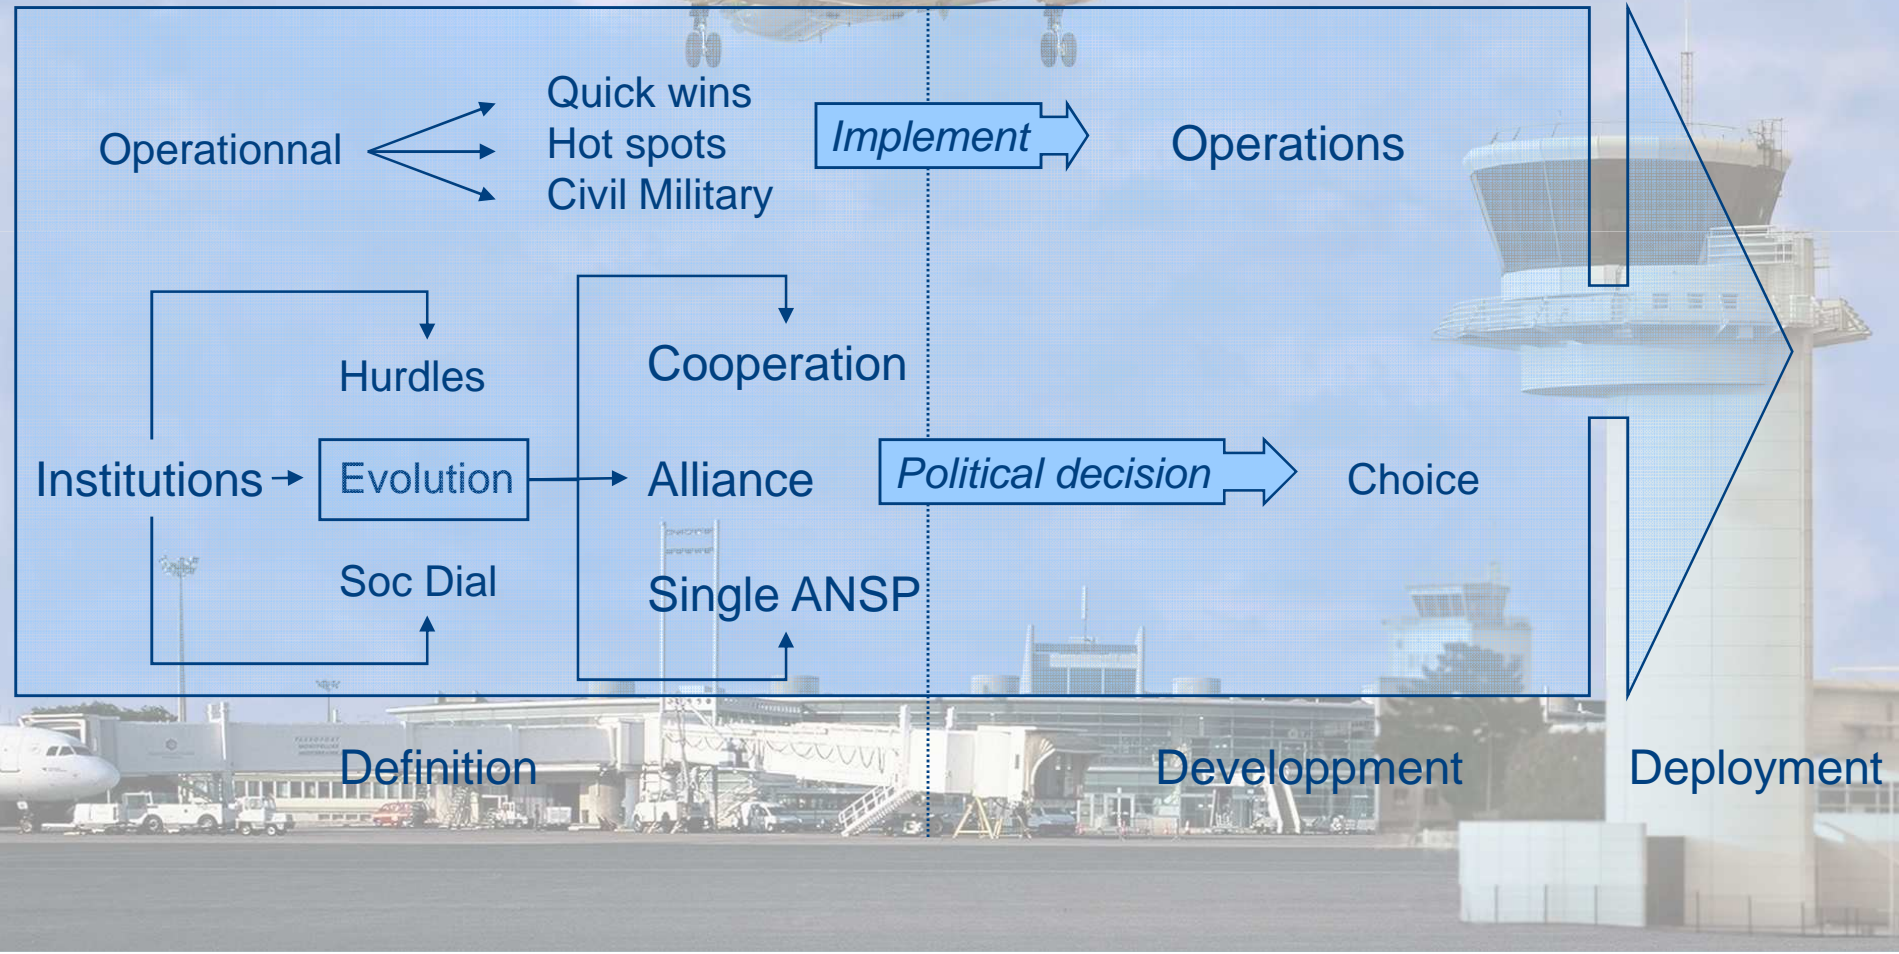 Quick wins
Operationnal
Hot spots
Civil Military
Implement
Operations
Hurdles
Cooperation
Institutions
Evolution
Alliance
Political decision
Choice
Soc Dial
Single ANSP
Definition
Developpment
Deployment